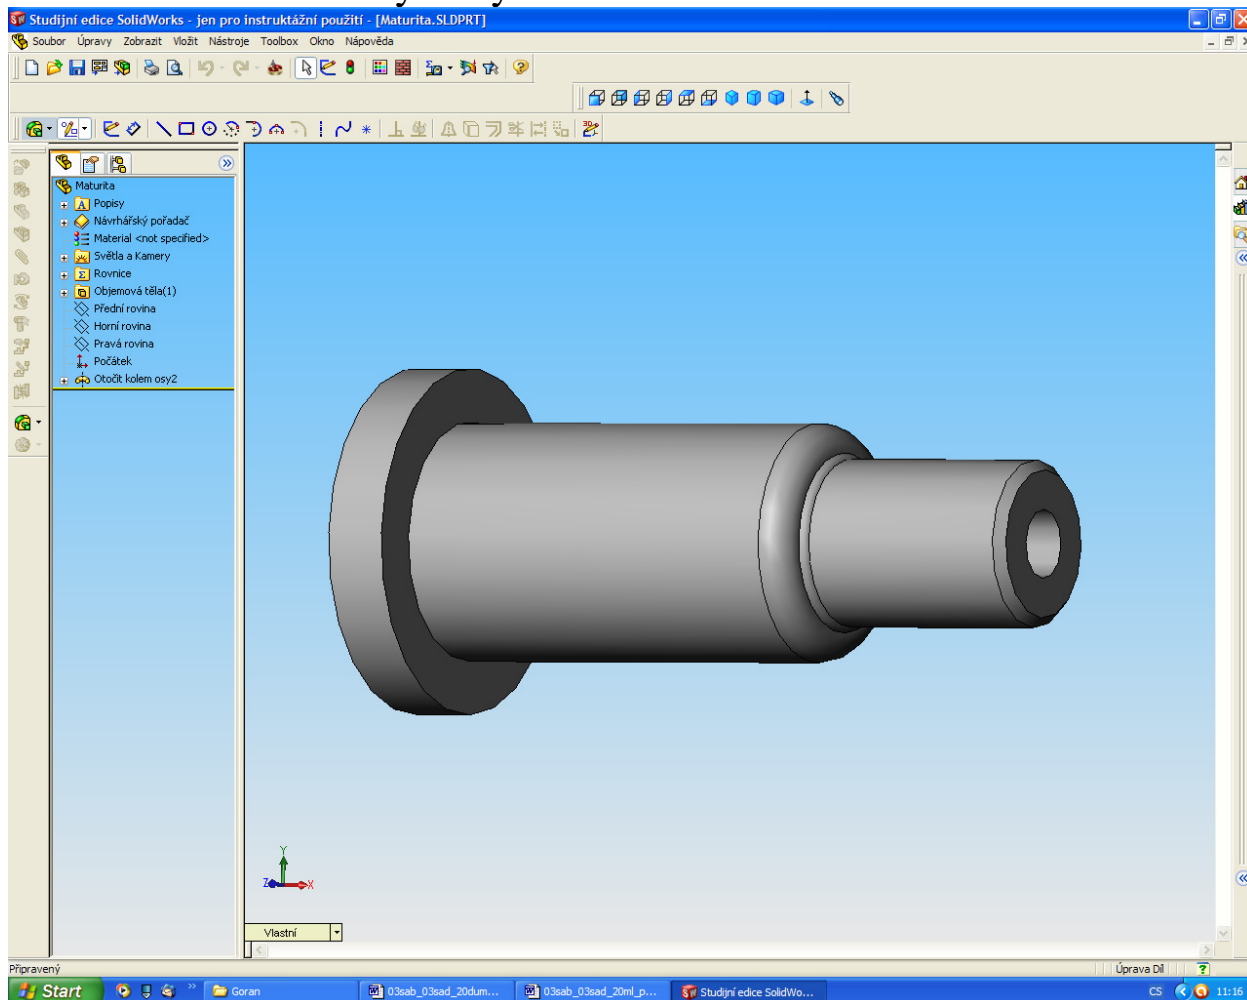 Studijní edice SolidWorks - jen pro instruktážní použití - [Maturita.SLDPRT]
Soubor Úpravy Zobrazit Vložit Nástroje Toolbox Okno Nápověda
Maturita
Popisy
Návrhářský pořadač
Material <not specified>
Světla a Kamery
Rovnice
Objemová těla(1)
Přední rovina
Horní rovina
Pravá rovina
Počátek
Otočit kolem osy2
Y
Z X
Vlastní
Připravený Úprava Díl
Start Goran 03sab_03sad_20dum... 03sab_03sad_20ml_p... Studijní edice SolidWo... CS 11:16